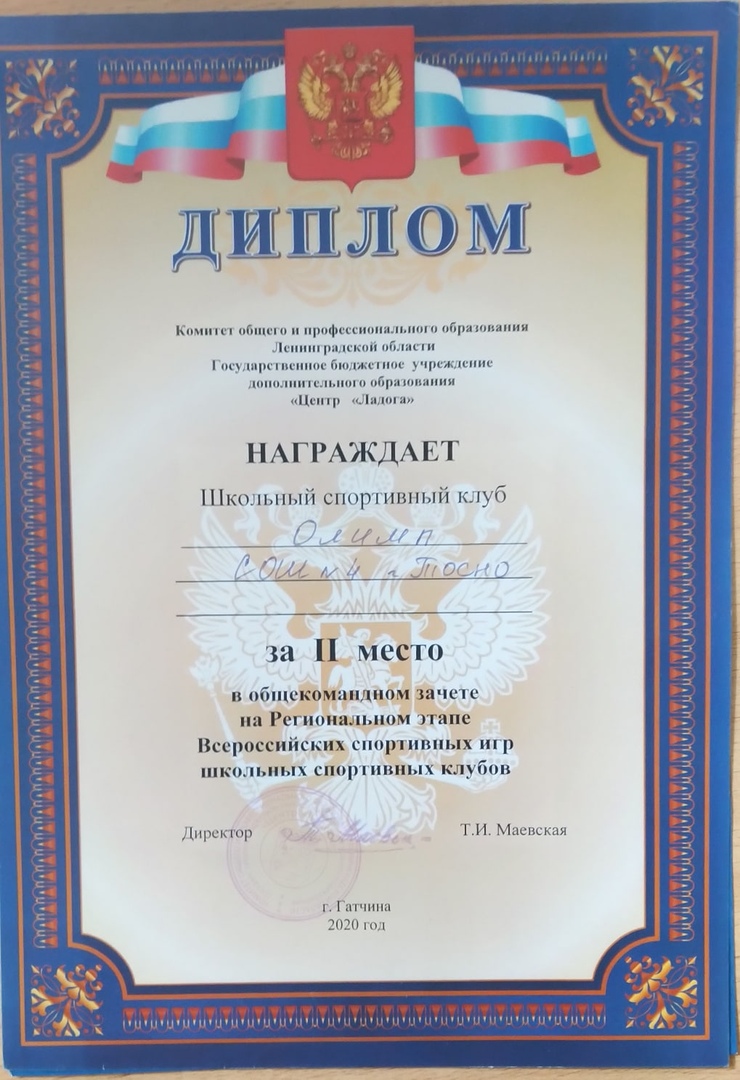 ДИПЛОМ
Комитет общего и профессионального образования
Ленинградской области
Государственное бюджетное учреждение
дополнительного образования
«Центр «Ладога»
НАГРАЖДАЕТ
Школьный спортивный клуб
Олимп
СОШ №4 г. Тосно
за II место
в общекомандном зачете
на Региональном этапе
Всероссийских спортивных игр
школьных спортивных клубов
Директор Т.И. Маевская
г. Гатчина
2020 год